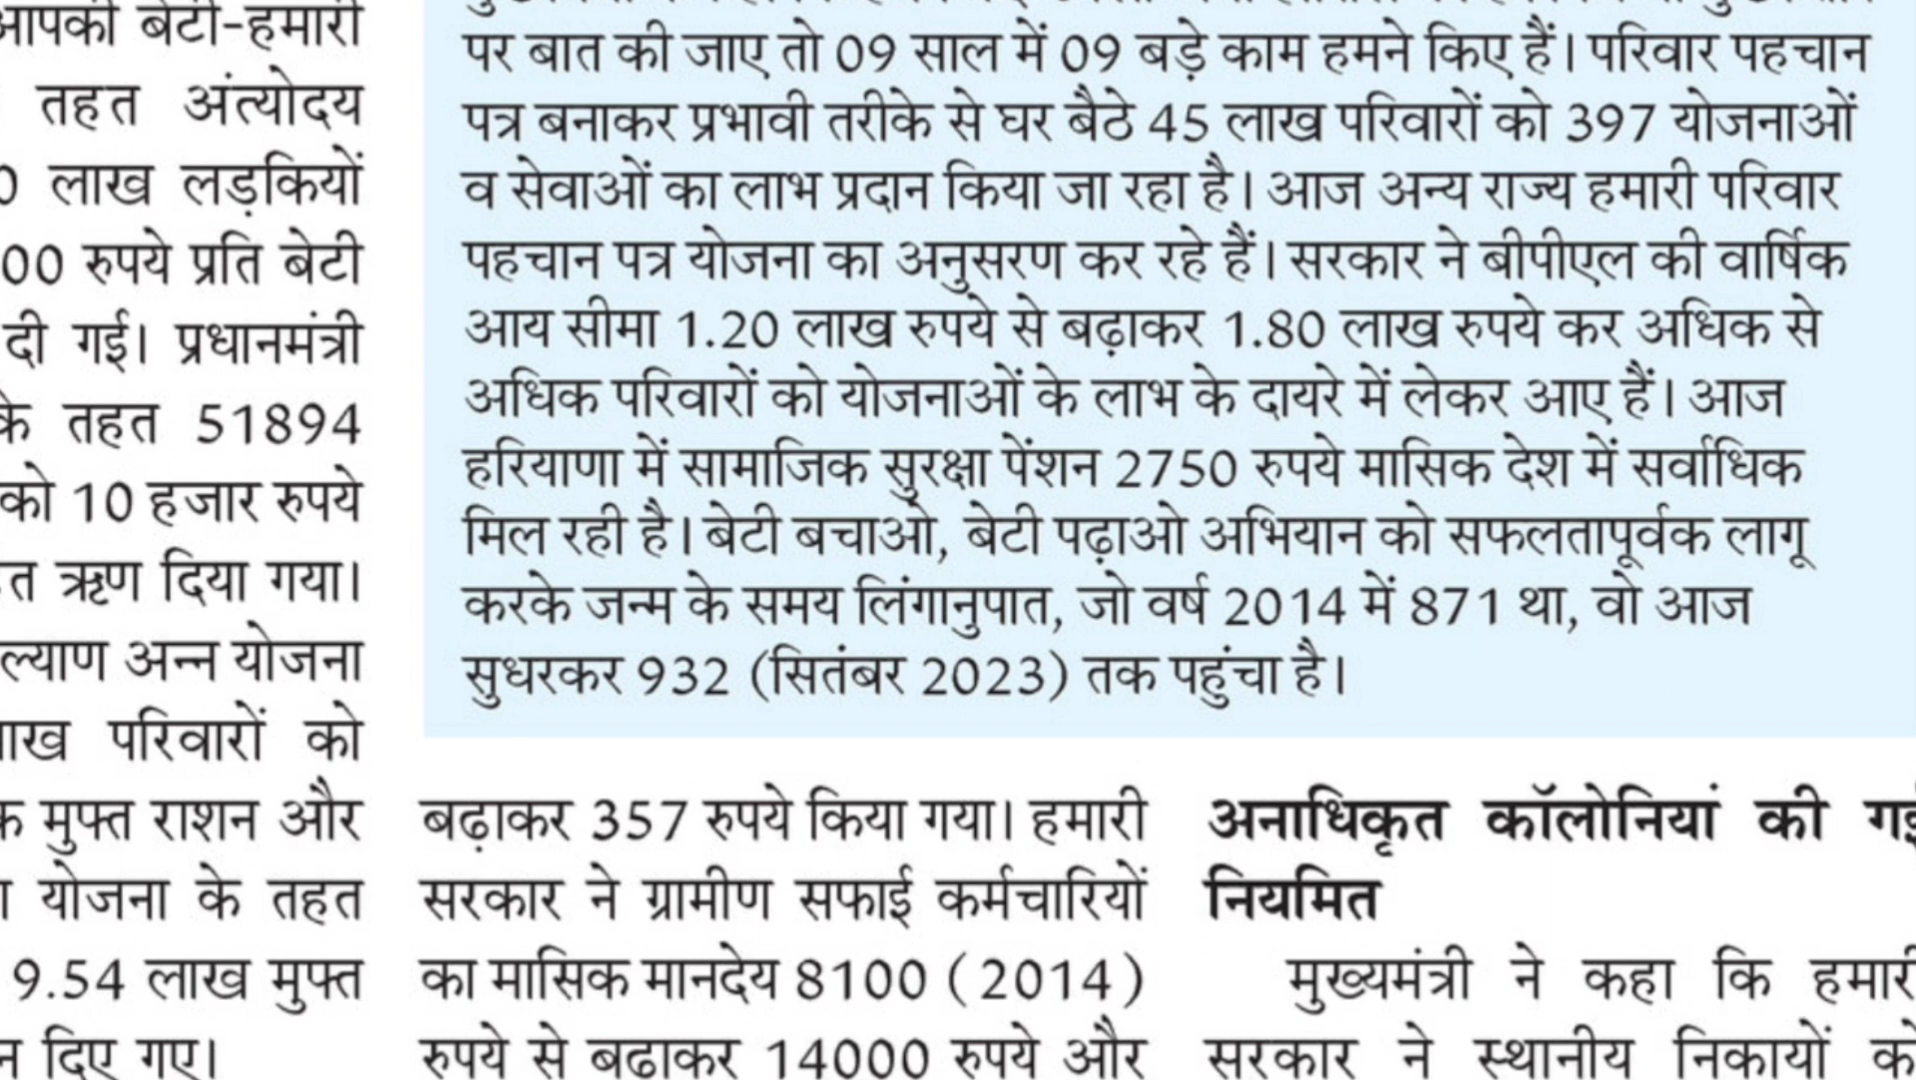 आपकी बेटी-हमारी
तहत अंत्योदय
लाख लड़कियों
00 रुपये प्रति बेटी
दी गई। प्रधानमंत्री
के तहत 51894
को 10 हजार रुपये
ऋण दिया गया।
अन्न योजना
परिवारों को
मुफ्त राशन और
योजना के तहत
9.54 लाख मुफ्त
दिए गए।
पर बात की जाए तो 09 साल में 09 बड़े काम हमने किए हैं। परिवार पहचान
पत्र बनाकर प्रभावी तरीके से घर बैठे 45 लाख परिवारों को 397 योजनाओं
व सेवाओं का लाभ प्रदान किया जा रहा है। आज अन्य राज्य हमारी परिवार
पहचान पत्र योजना का अनुसरण कर रहे हैं। सरकार ने बीपीएल की वार्षिक
आय सीमा 1.20 लाख रुपये से बढ़ाकर 1.80 लाख रुपये कर अधिक से
अधिक परिवारों को योजनाओं के लाभ के दायरे में लेकर आए हैं। आज
हरियाणा में सामाजिक सुरक्षा पेंशन 2750 रुपये मासिक देश में सर्वाधिक
मिल रही है। बेटी बचाओ, बेटी पढ़ाओ अभियान को सफलतापूर्वक लागू
करके जन्म के समय लिंगानुपात, जो वर्ष 2014 में 871 था, वो आज
सुधरकर 932 (सितंबर 2023) तक पहुंचा है।
बढ़ाकर 357 रुपये किया गया। हमारी
सरकार ने ग्रामीण सफाई कर्मचारियों
का मासिक मानदेय 8100 (2014)
रुपये से बढाकर 14000 रुपये और
अनाधिकृत कॉलोनियां की गई
नियमित
मुख्यमंत्री ने कहा कि हमारी
सरकार ने स्थानीय निकायों को